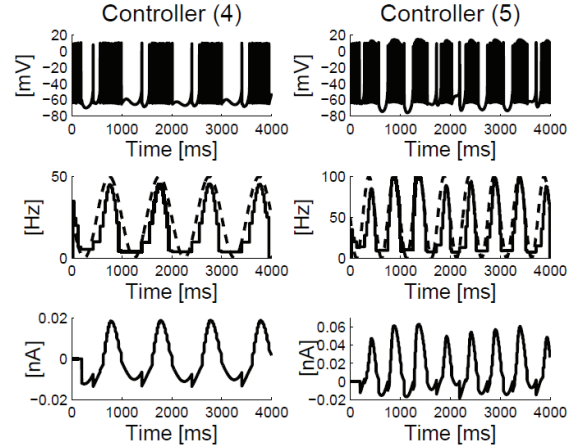 Controller (4) Controller (5)
20 20
0 0
−20 −20
[mV] −40 [mV] −40
−60 −60
−80 −80
0 1000 2000 3000 4000 0 1000 2000 3000 4000
Time [ms] Time [ms]
50 100
[Hz] [Hz] 50
0 0
0 1000 2000 3000 4000 0 1000 2000 3000 4000
Time [ms] Time [ms]
0.02 0.06
0.04
[nA] 0 [nA] 0.02
0
−0.02 −0.02
0 1000 2000 3000 4000 0 1000 2000 3000 4000
Time [ms] Time [ms]